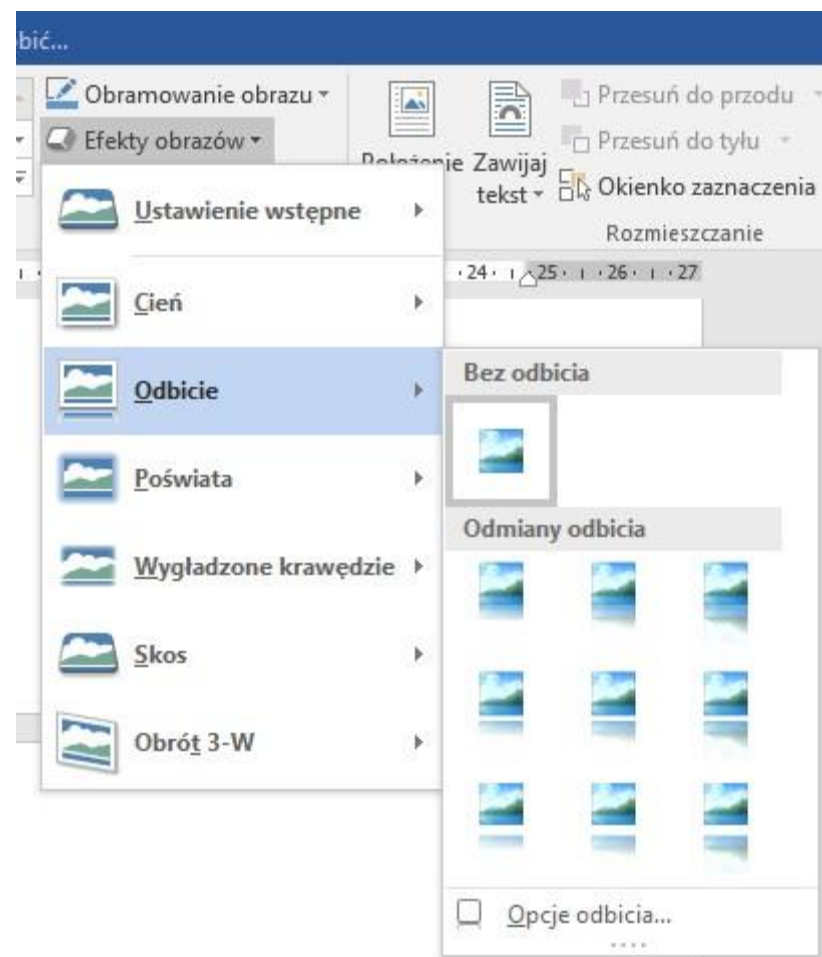 bić...
Obramowanie obrazu
Efekty obrazów
Przesuń do przodu
Przesuń do tyłu
Okienko zaznaczenia
Położenie
Zawijaj
tekst
Rozmieszczanie
24 25 26 27
Ustawienie wstępne
Cień
Odbicie
Poświata
Wygładzone krawędzie
Skos
Obrót 3-W
Bez odbicia
Odmiany odbicia
Opcje odbicia...